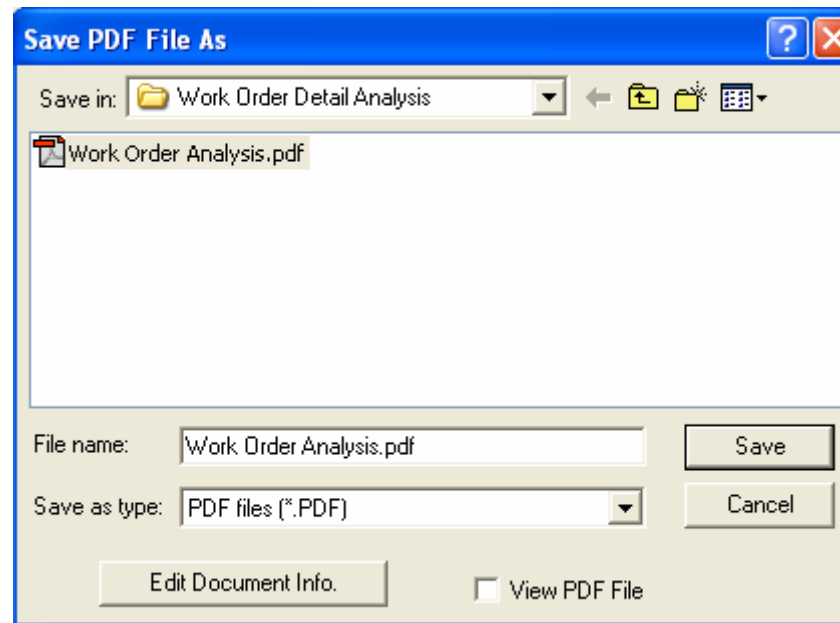 Save PDF File As
Save in: Work Order Detail Analysis
Work Order Analysis.pdf
File name: Work Order Analysis.pdf Save
Save as type: PDF files (*.PDF) Cancel
Edit Document Info. View PDF File